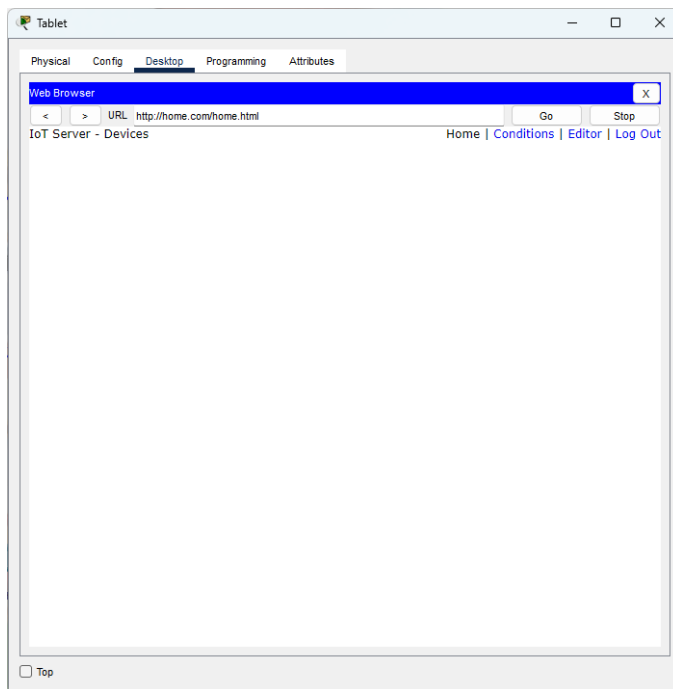 Tablet
Physical Config Desktop Programming Attributes
Web Browser X
< > URL http://home.com/home.html Go Stop
IoT Server - Devices Home | Conditions | Editor | Log Out
Top